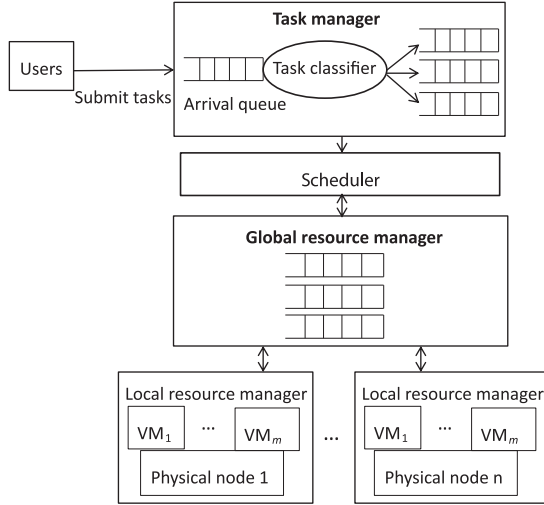 Task manager
Users
Task classifier
Submit tasks
Arrival queue
Scheduler
Global resource manager
Local resource manager
VM₁ ... VMₘ
Physical node 1
...
Local resource manager
VM₁ ... VMₘ
Physical node n